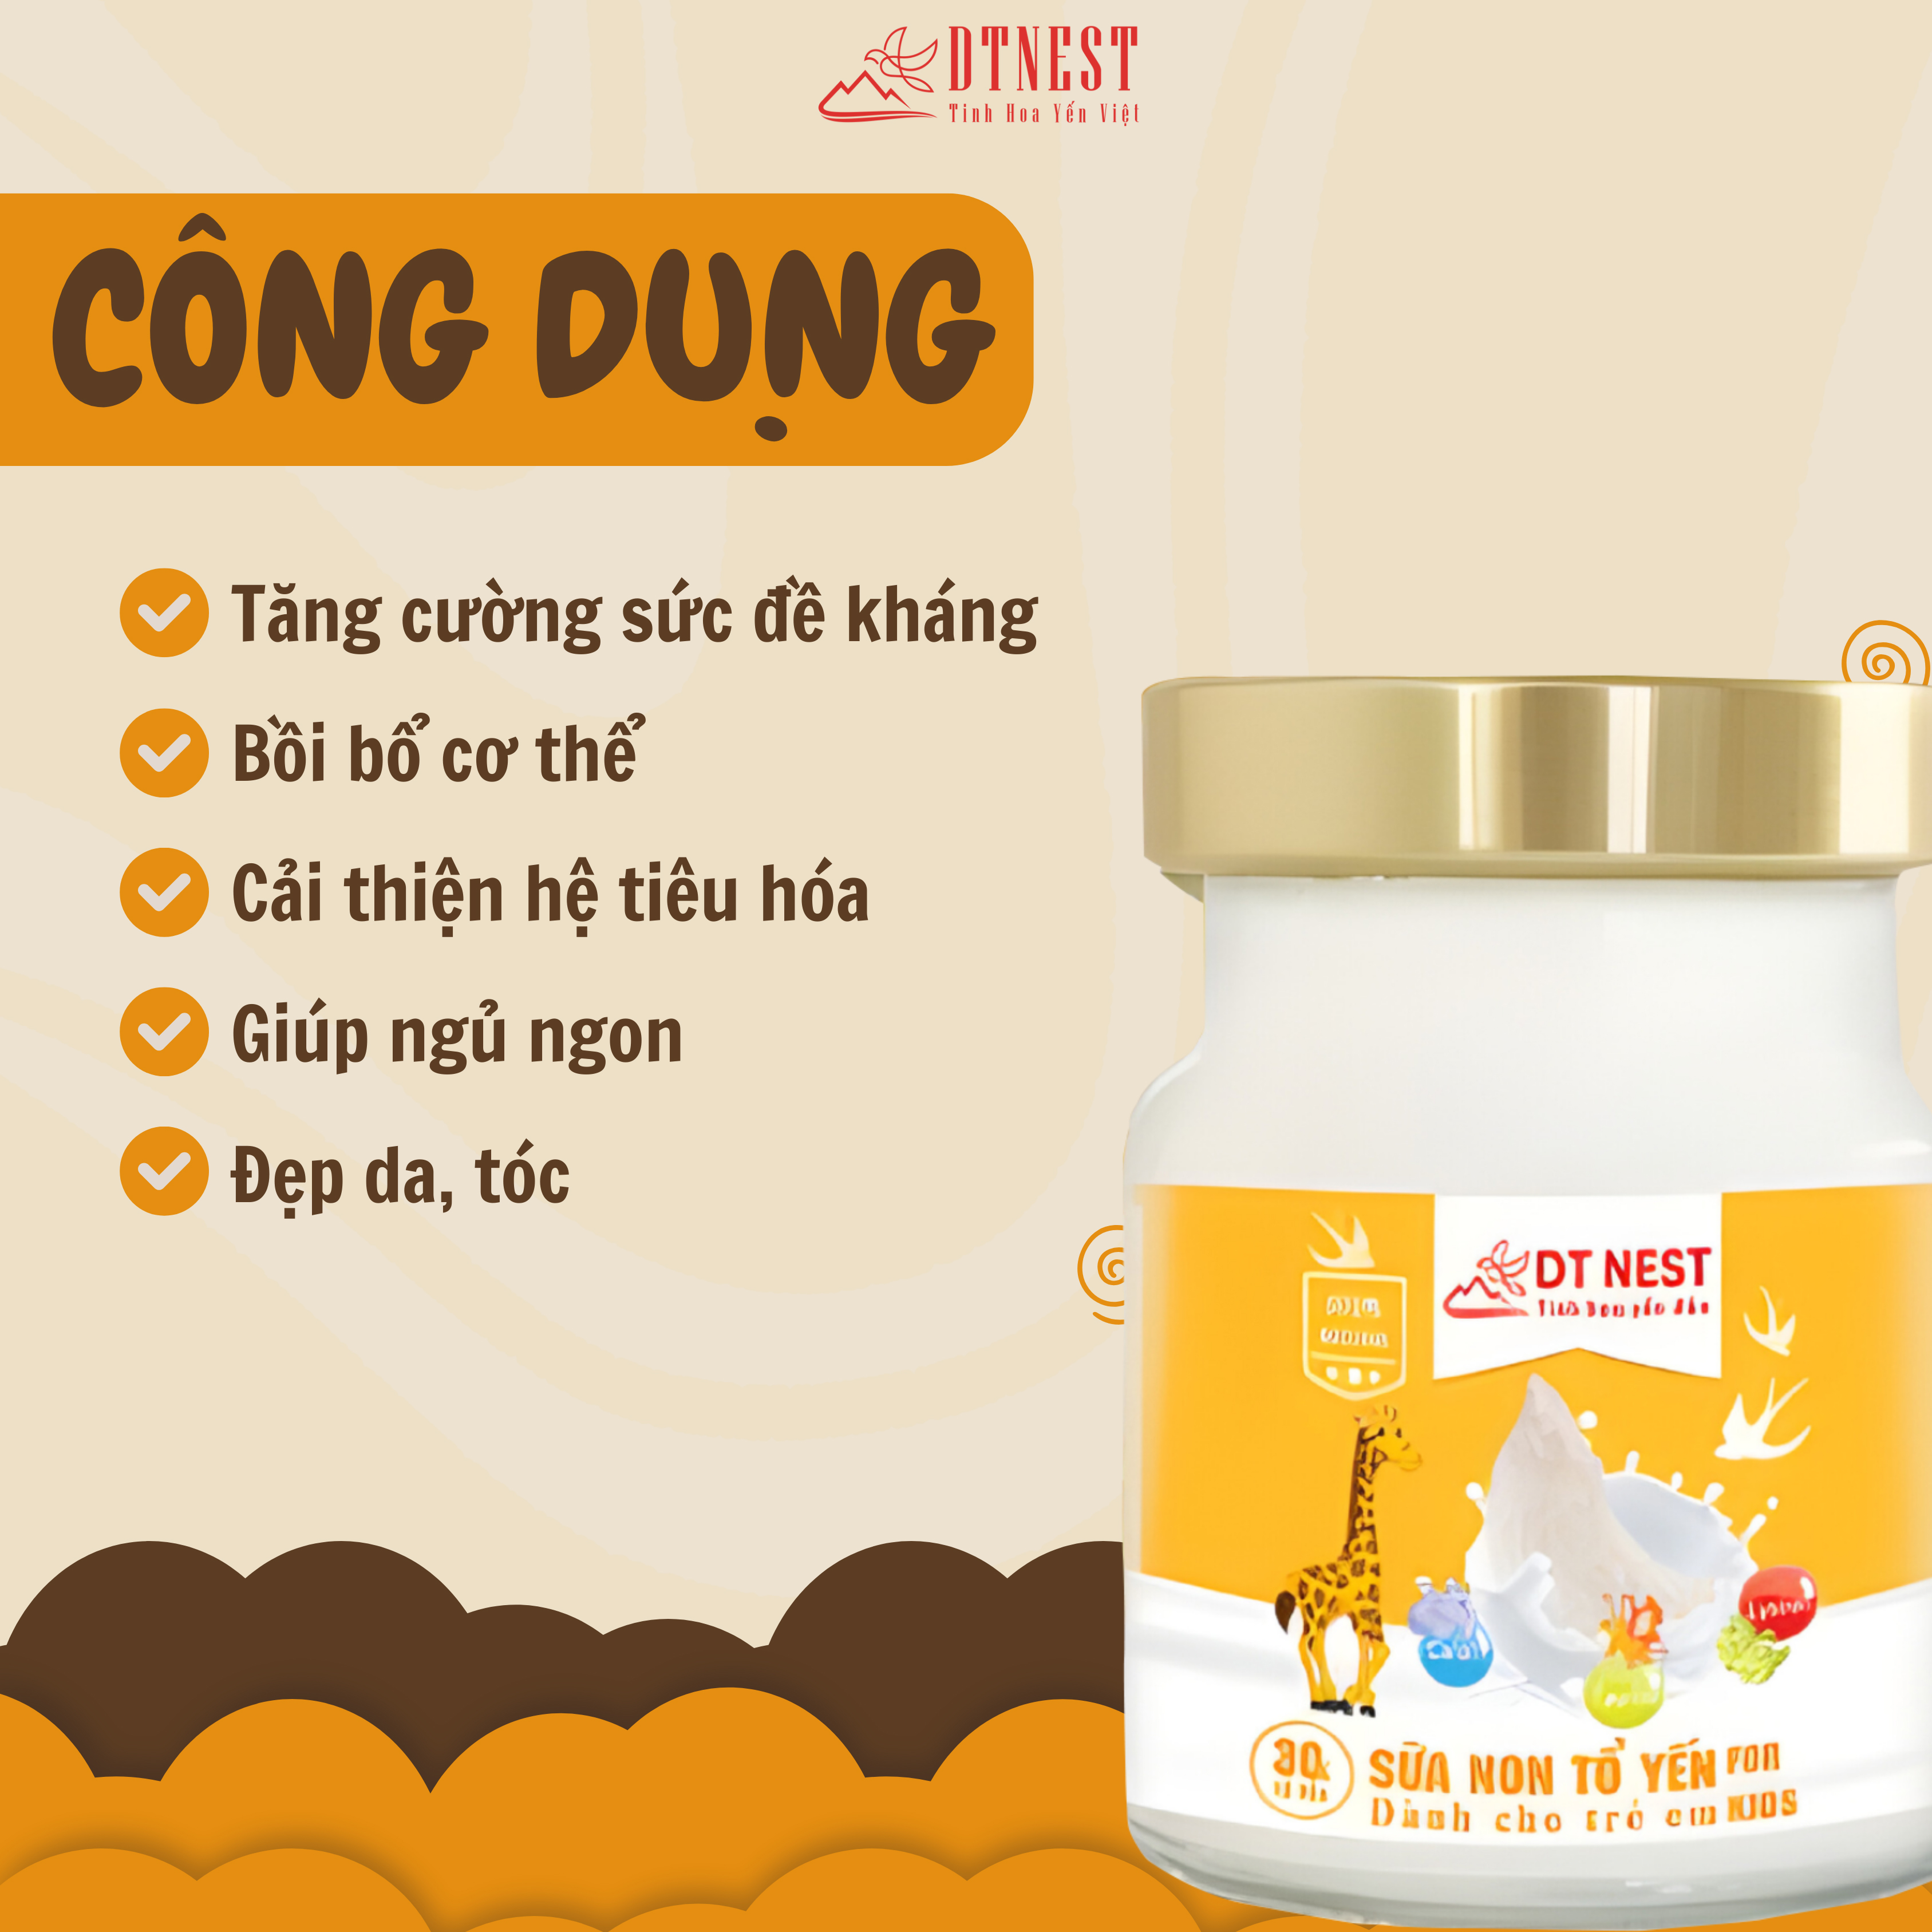 DTNEST
Tinh Hoa Yến Việt
CÔNG DỤNG
Tăng cường sức đề kháng
Bồi bổ cơ thể
Cải thiện hệ tiêu hóa
Giúp ngủ ngon
Đẹp da, tóc
DT NEST
30%
SỮA NON TỔ YẾN FOR
Dành cho trẻ em KIDS